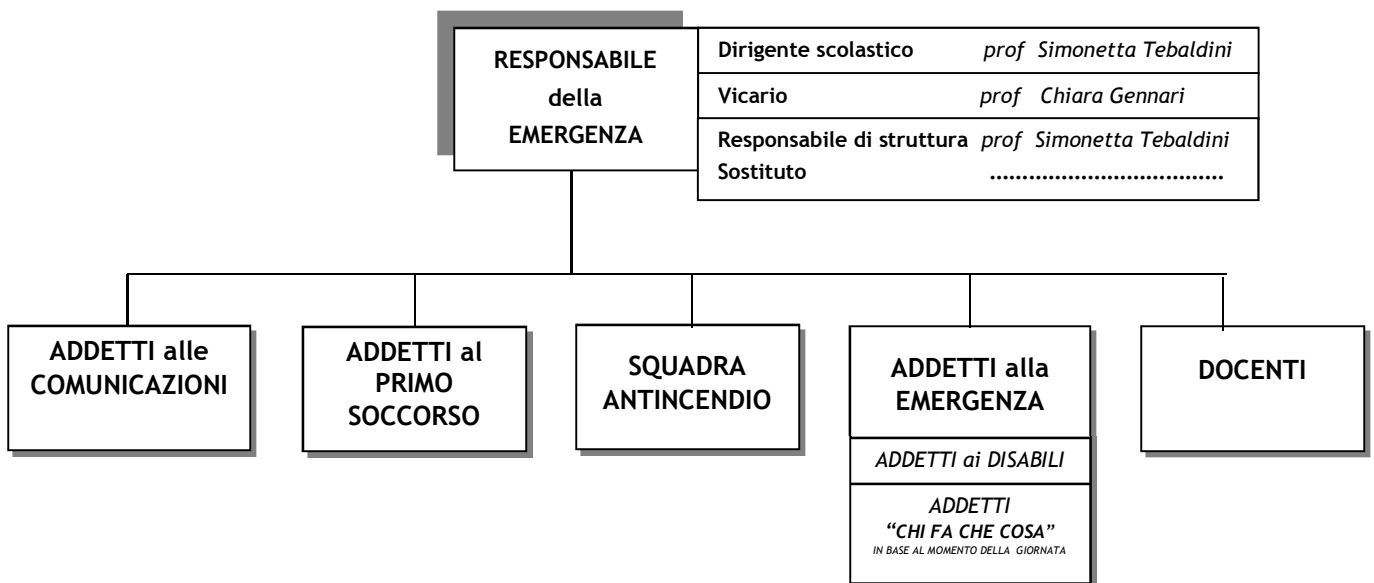 RESPONSABILE
della
EMERGENZA
Dirigente scolastico prof Simonetta Tebaldini
Vicario prof Chiara Gennari
Responsabile di struttura prof Simonetta Tebaldini
Sostituto ...................................
ADDETTI alle
COMUNICAZIONI
ADDETTI al
PRIMO
SOCCORSO
SQUADRA
ANTINCENDIO
ADDETTI alla
EMERGENZA
ADDETTI ai DISABILI
ADDETTI
“CHI FA CHE COSA”
IN BASE AL MOMENTO DELLA GIORNATA
DOCENTI